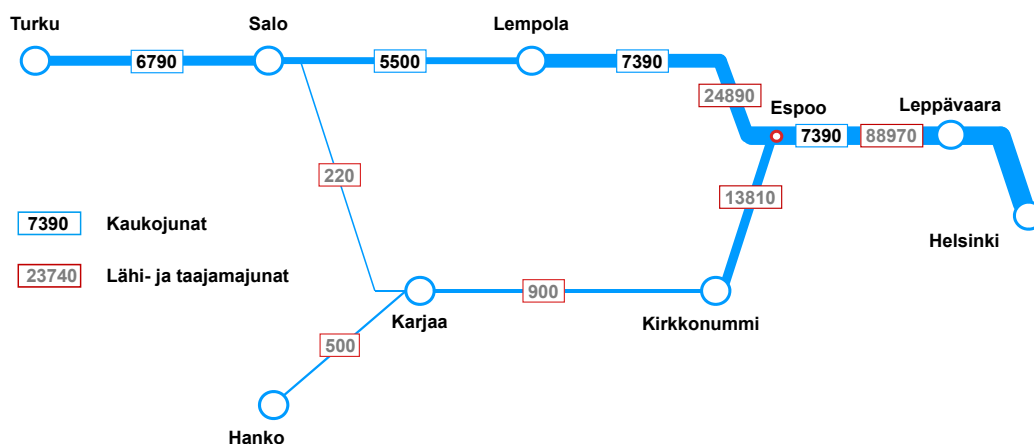 Turku
Salo
Lempola
6790
5500
7390
24890
Espoo
Leppävaara
7390
88970
220
13810
7390
Kaukojunat
Helsinki
23740
Lähi- ja taajamajunat
900
Karjaa
Kirkkonummi
500
Hanko